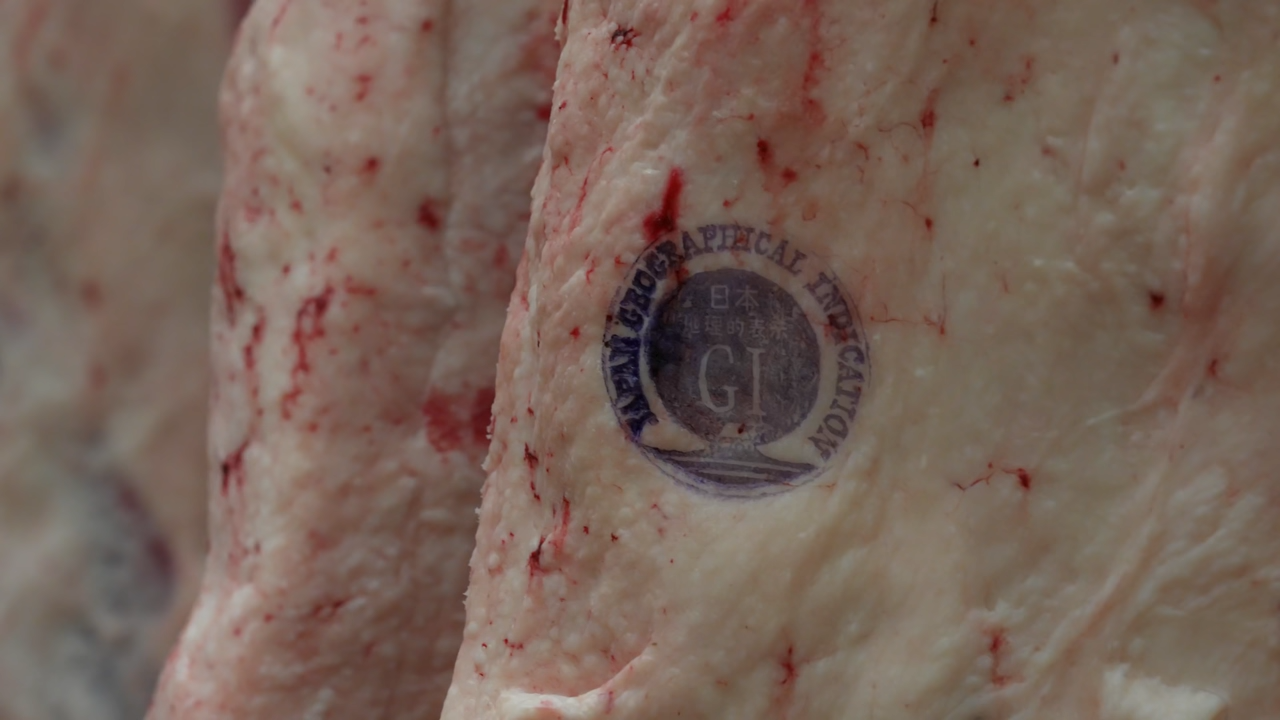 JAPAN GEOGRAPHICAL INDICATION
日本
地理的表示
GI